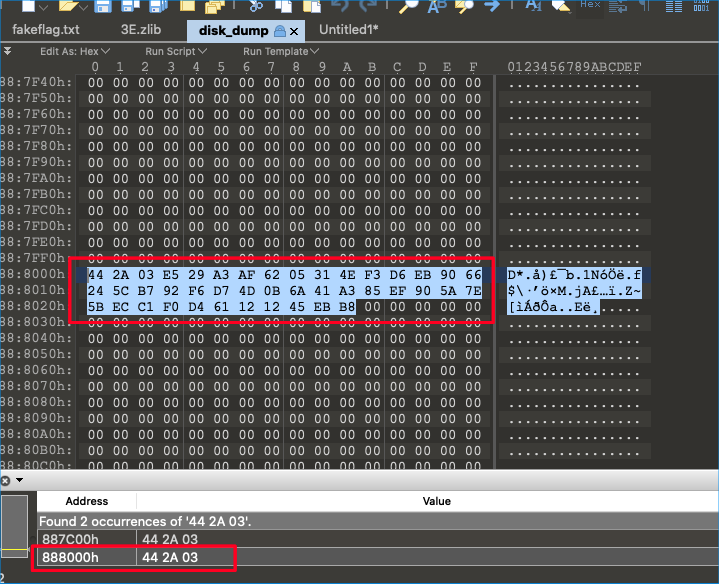 fakeflag.txt 3E.zlib disk_dump Untitled1*
Edit As: Hex Run Script Run Template
0 1 2 3 4 5 6 7 8 9 A B C D E F 0123456789ABCDEF
88:7F40h: 00 00 00 00 00 00 00 00 00 00 00 00 00 00 00 00 ................
88:7F50h: 00 00 00 00 00 00 00 00 00 00 00 00 00 00 00 00 ................
88:7F60h: 00 00 00 00 00 00 00 00 00 00 00 00 00 00 00 00 ................
88:7F70h: 00 00 00 00 00 00 00 00 00 00 00 00 00 00 00 00 ................
88:7F80h: 00 00 00 00 00 00 00 00 00 00 00 00 00 00 00 00 ................
88:7F90h: 00 00 00 00 00 00 00 00 00 00 00 00 00 00 00 00 ................
88:7FA0h: 00 00 00 00 00 00 00 00 00 00 00 00 00 00 00 00 ................
88:7FB0h: 00 00 00 00 00 00 00 00 00 00 00 00 00 00 00 00 ................
88:7FC0h: 00 00 00 00 00 00 00 00 00 00 00 00 00 00 00 00 ................
88:7FD0h: 00 00 00 00 00 00 00 00 00 00 00 00 00 00 00 00 ................
88:7FE0h: 00 00 00 00 00 00 00 00 00 00 00 00 00 00 00 00 ................
88:7FF0h: 00 00 00 00 00 00 00 00 00 00 00 00 00 00 00 00 ................
88:8000h: 44 2A 03 E5 29 A3 AF 62 05 31 4E F3 D6 EB 90 66 D*.å)£¯b.1NóÖë.f
88:8010h: 24 5C B7 92 F6 D7 4D 0B 6A 41 A3 85 EF 90 5A 7E $\·’ö×M.jA£…ï.Z~
88:8020h: 5B EC C1 F0 D4 61 12 12 45 EB B8 00 00 00 00 00 [ìÁðÔa..Eë¸.....
88:8030h: 00 00 00 00 00 00 00 00 00 00 00 00 00 00 00 00 ................
88:8040h: 00 00 00 00 00 00 00 00 00 00 00 00 00 00 00 00 ................
88:8050h: 00 00 00 00 00 00 00 00 00 00 00 00 00 00 00 00 ................
88:8060h: 00 00 00 00 00 00 00 00 00 00 00 00 00 00 00 00 ................
88:8070h: 00 00 00 00 00 00 00 00 00 00 00 00 00 00 00 00 ................
88:8080h: 00 00 00 00 00 00 00 00 00 00 00 00 00 00 00 00 ................
88:8090h: 00 00 00 00 00 00 00 00 00 00 00 00 00 00 00 00 ................
88:80A0h: 00 00 00 00 00 00 00 00 00 00 00 00 00 00 00 00 ................
88:80B0h: 00 00 00 00 00 00 00 00 00 00 00 00 00 00 00 00 ................
88:80C0h: 00 00 00 00 00 00 00 00 00 00 00 00 00 00 00 00 ................
Address Value
Found 2 occurrences of '44 2A 03'.
887C00h 44 2A 03
888000h 44 2A 03